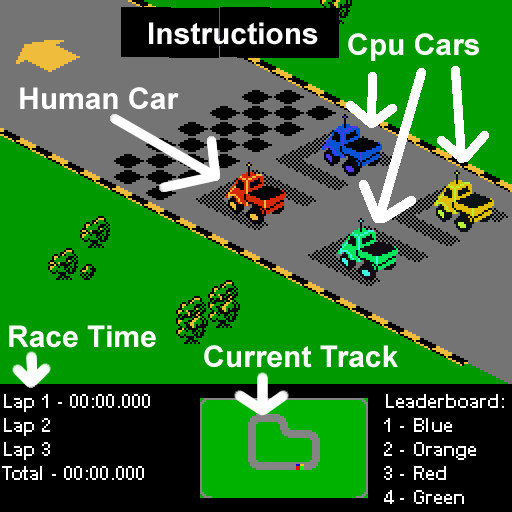 Instructions
Cpu Cars
Human Car
Race Time
Current Track
Lap 1 - 00:00.000
Lap 2
Lap 3
Total - 00:00.000
Leaderboard:
1 - Blue
2 - Orange
3 - Red
4 - Green